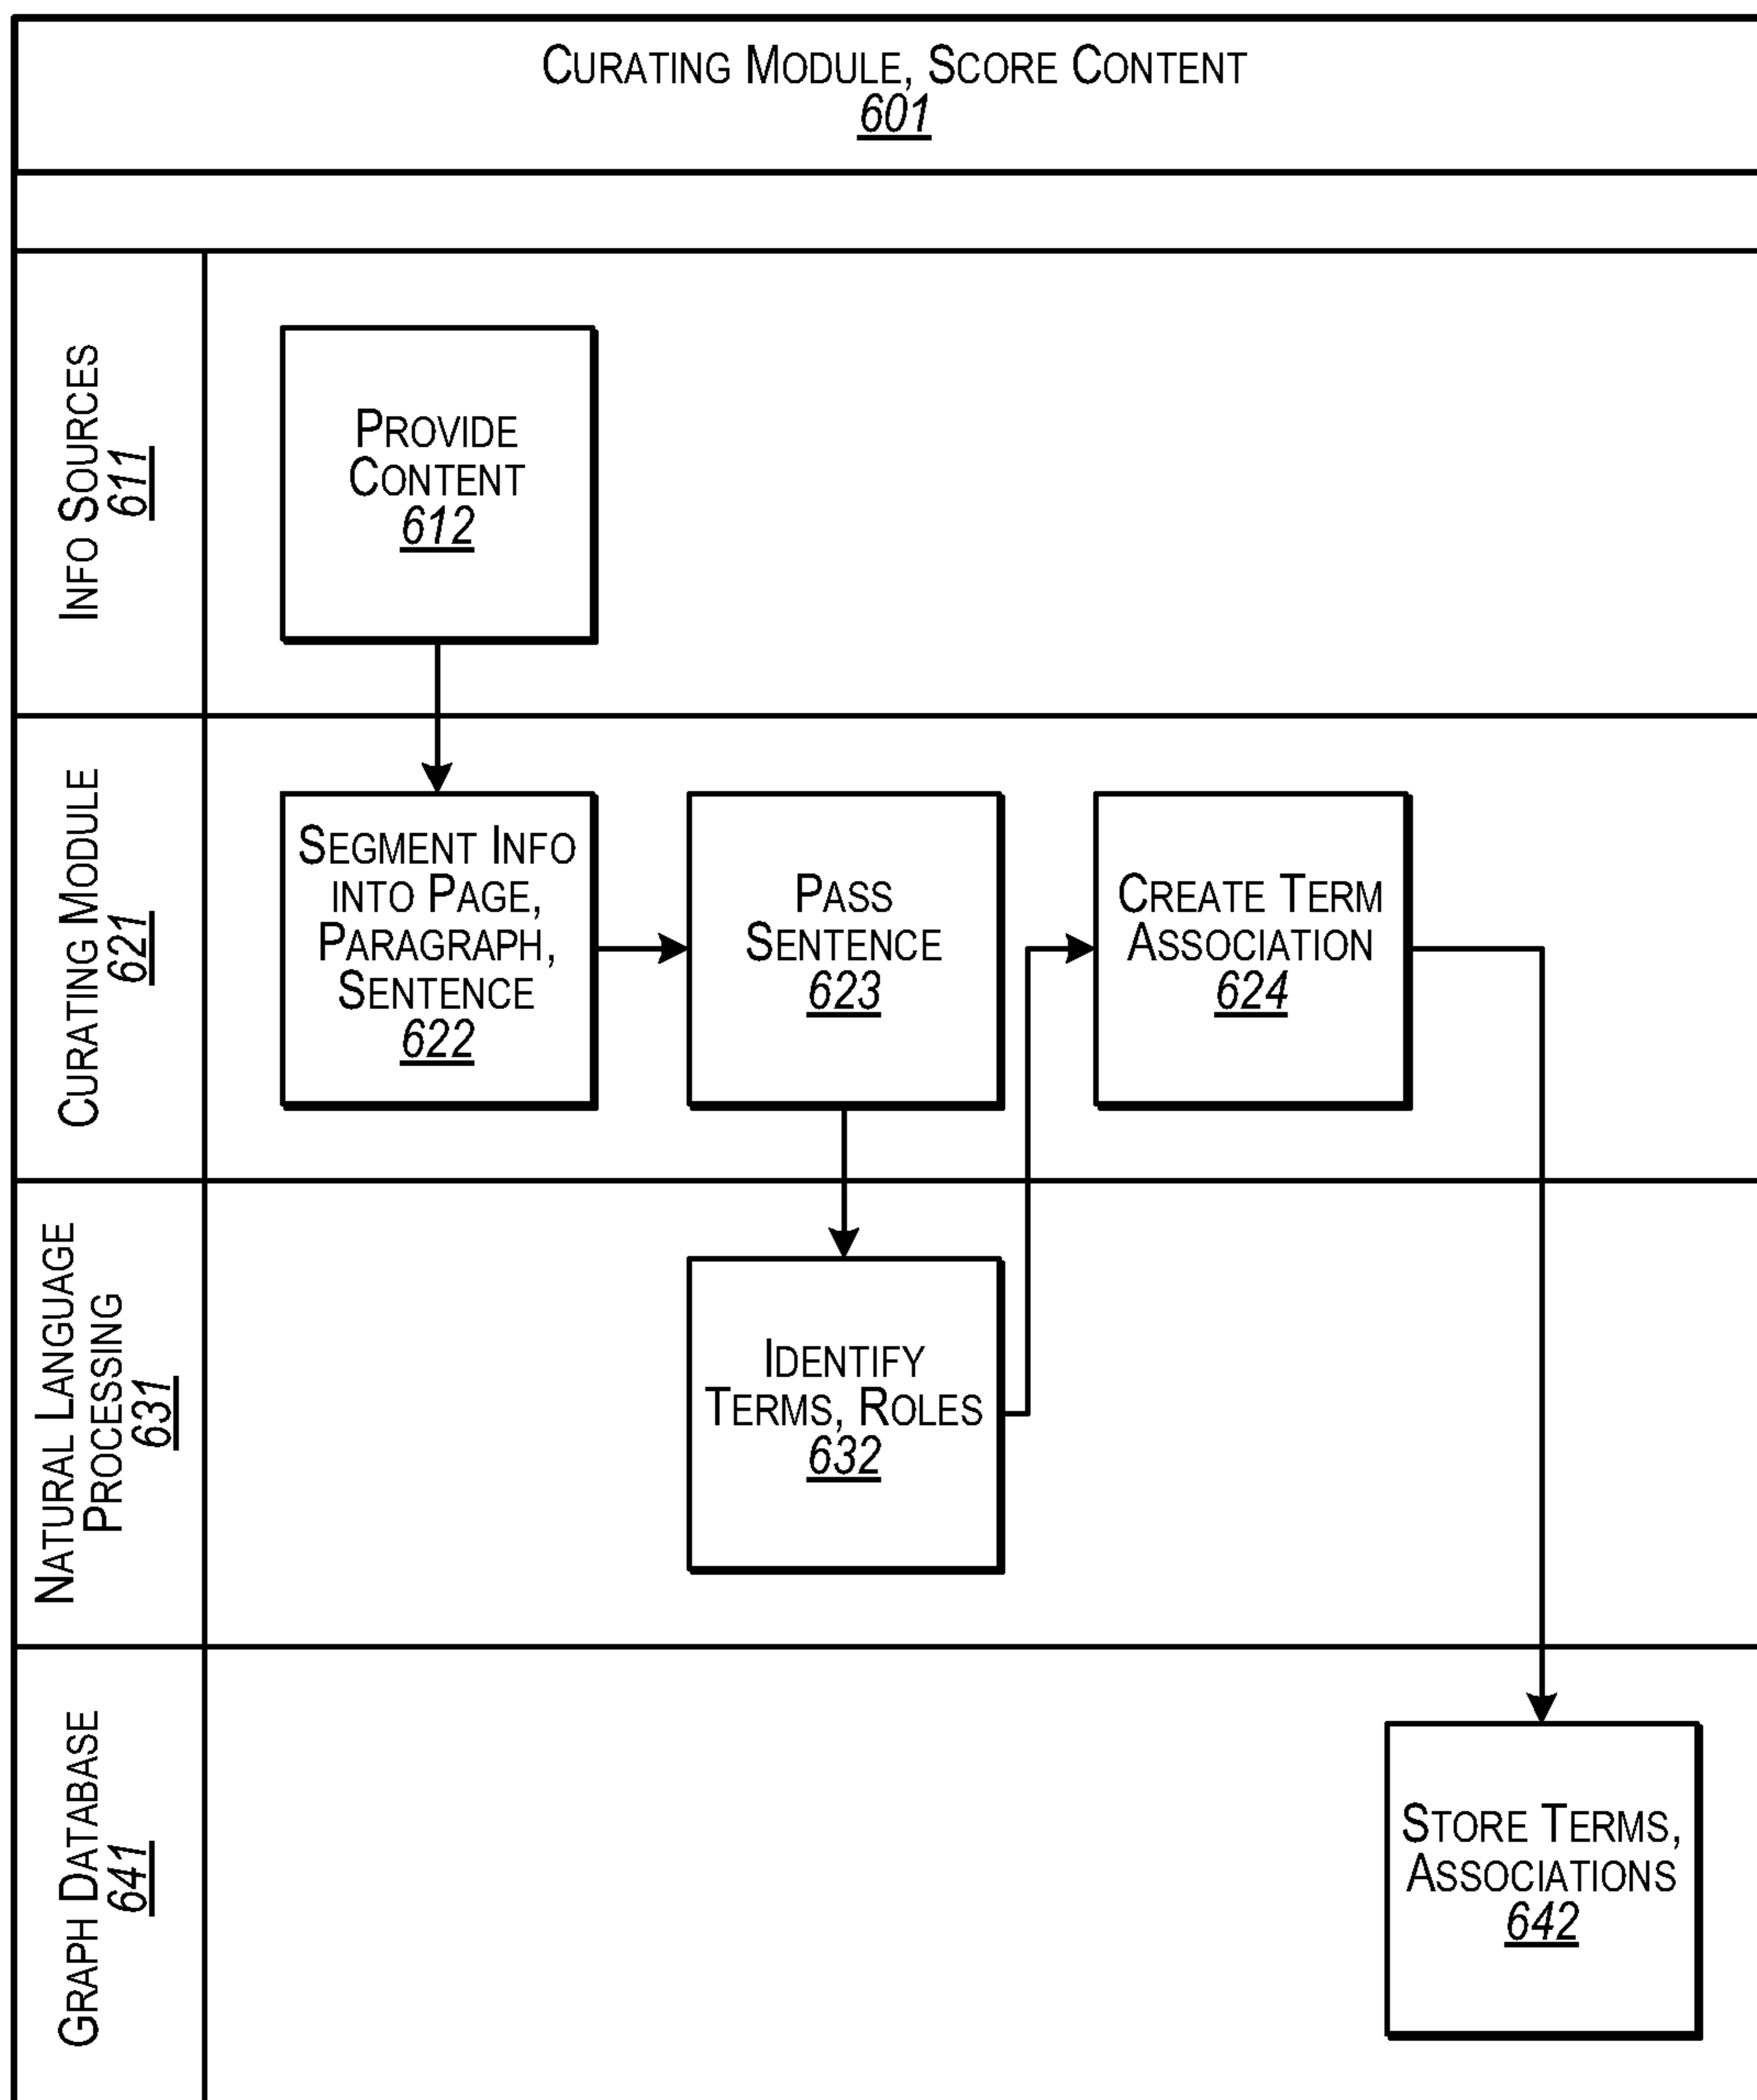 CURATING MODULE, SCORE CONTENT
601
INFO SOURCES
611
PROVIDE
CONTENT
612
CURATING MODULE
621
SEGMENT INFO
INTO PAGE,
PARAGRAPH,
SENTENCE
622
PASS
SENTENCE
623
CREATE TERM
ASSOCIATION
624
NATURAL LANGUAGE
PROCESSING
631
IDENTIFY
TERMS, ROLES
632
GRAPH DATABASE
641
STORE TERMS,
ASSOCIATIONS
642